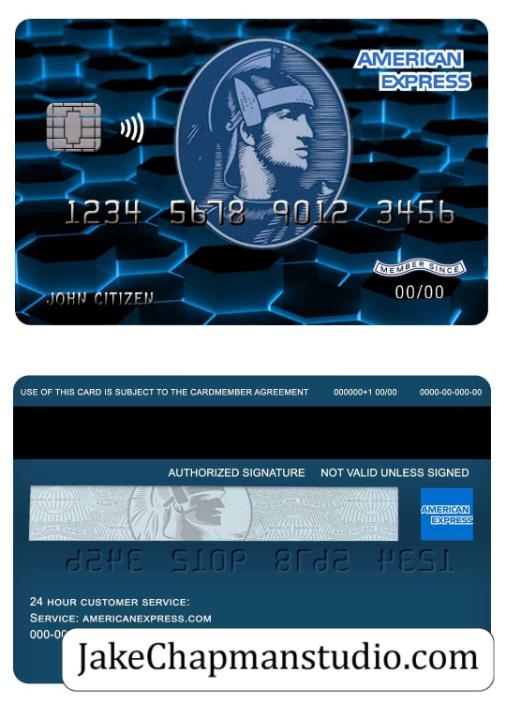 AMERICAN
EXPRESS
1234 5678 9012 3456
MEMBER SINCE
00/00
JOHN CITIZEN
USE OF THIS CARD IS SUBJECT TO THE CARDMEMBER AGREEMENT 000000+1 00/00 0000-00-000-00
AUTHORIZED SIGNATURE NOT VALID UNLESS SIGNED
AMERICAN
EXPRESS
24 HOUR CUSTOMER SERVICE:
SERVICE: AMERICANEXPRESS.COM
JakeChapmanstudio.com